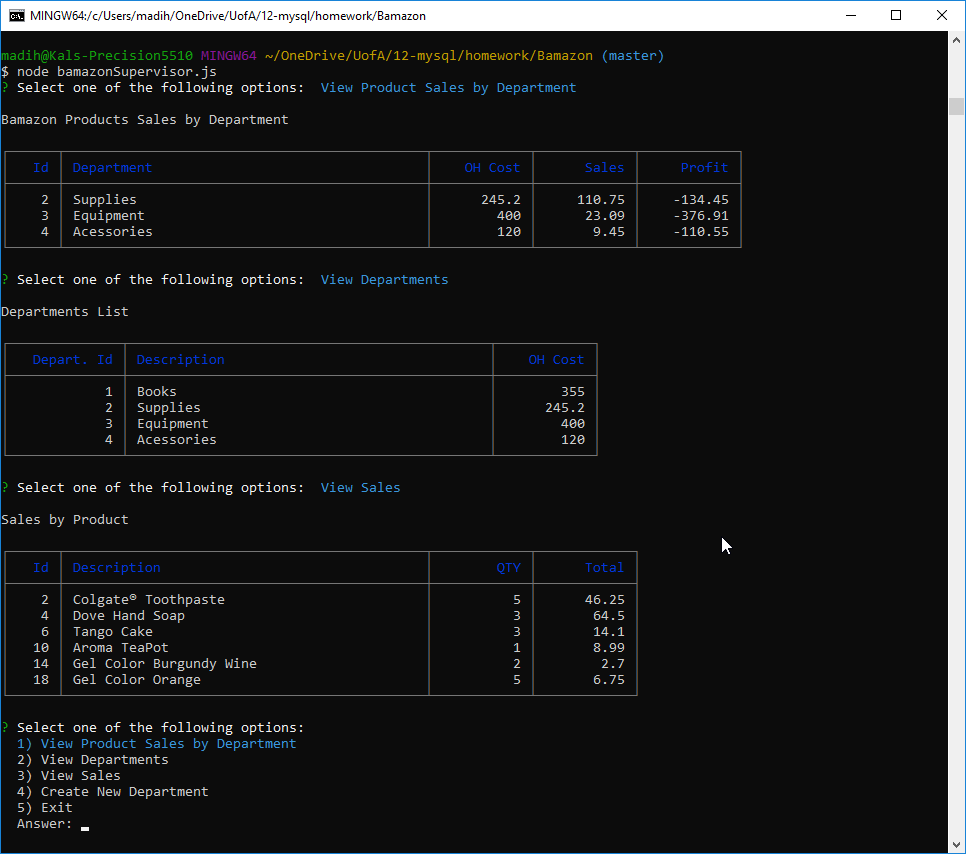 MINGW64:/c/Users/madih/OneDrive/UofA/12-mysql/homework/Bamazon
madih@Kals-Precision5510 MINGW64 ~/OneDrive/UofA/12-mysql/homework/Bamazon (master)
$ node bamazonSupervisor.js
? Select one of the following options:  View Product Sales by Department
Bamazon Products Sales by Department
Id Department OH Cost Sales Profit
2 Supplies 245.2 110.75 -134.45
3 Equipment 400 23.09 -376.91
4 Acessories 120 9.45 -110.55
? Select one of the following options:  View Departments
Departments List
Depart. Id Description OH Cost
1 Books 355
2 Supplies 245.2
3 Equipment 400
4 Acessories 120
? Select one of the following options:  View Sales
Sales by Product
Id Description QTY Total
2 Colgate® Toothpaste 5 46.25
4 Dove Hand Soap 3 64.5
6 Tango Cake 3 14.1
10 Aroma TeaPot 1 8.99
14 Gel Color Burgundy Wine 2 2.7
18 Gel Color Orange 5 6.75
? Select one of the following options:
1) View Product Sales by Department
2) View Departments
3) View Sales
4) Create New Department
5) Exit
Answer: